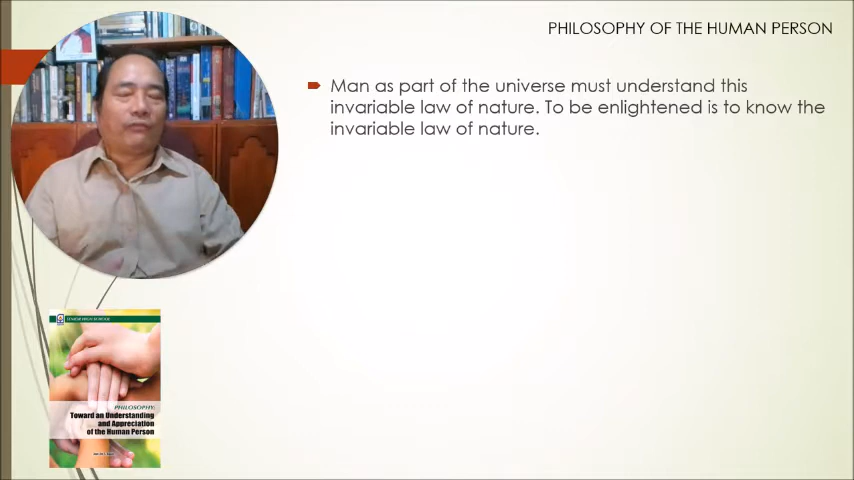 PHILOSOPHY OF THE HUMAN PERSON
Man as part of the universe must understand this
invariable law of nature. To be enlightened is to know the
invariable law of nature.
PHILOSOPHY:
Toward an Understanding
and Appreciation
of the Human Person